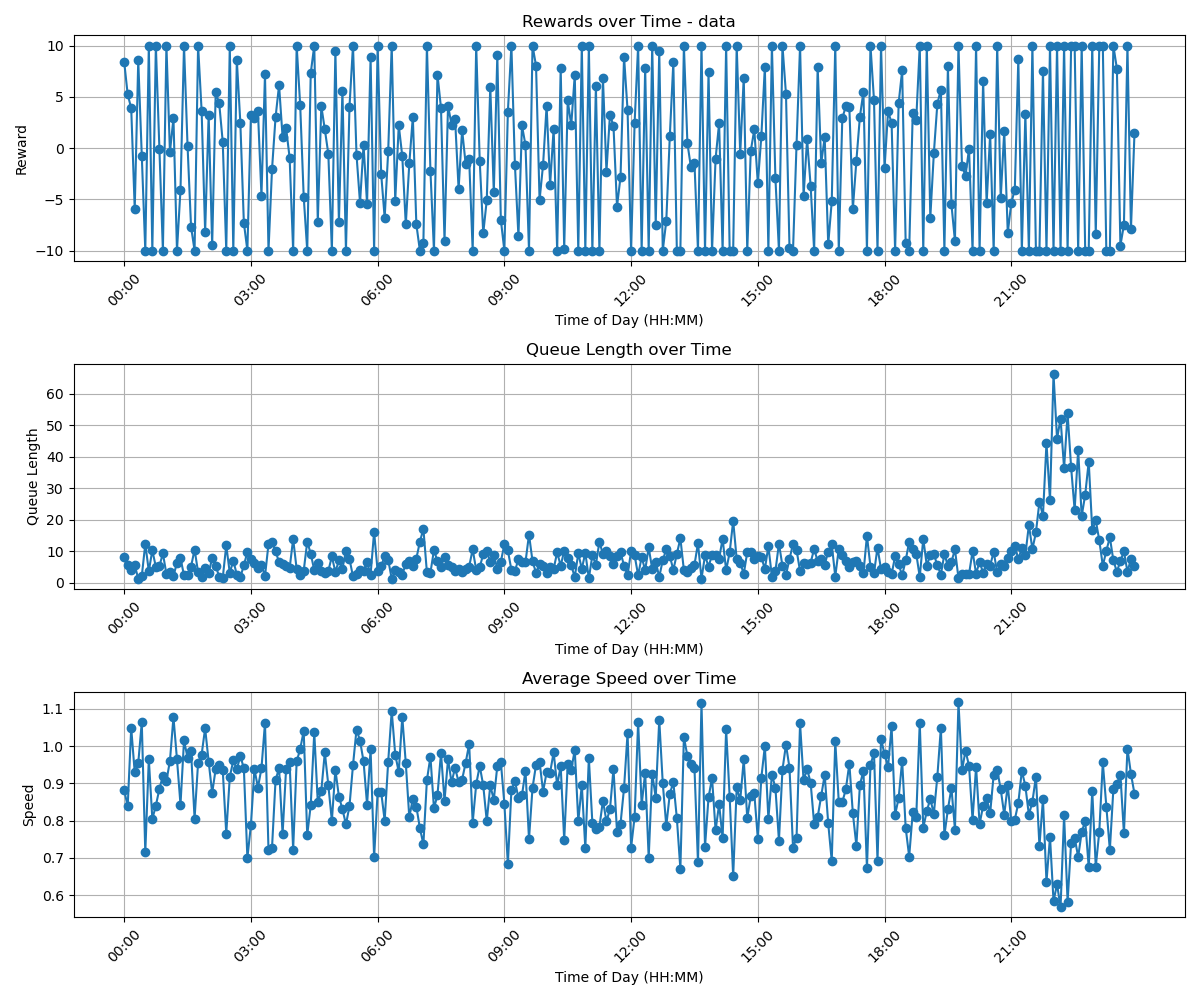 Rewards over Time - data
10
5
0
−5
−10
Reward
00:00 03:00 06:00 09:00 12:00 15:00 18:00 21:00
Time of Day (HH:MM)
Queue Length over Time
60
50
40
30
20
10
0
Queue Length
00:00 03:00 06:00 09:00 12:00 15:00 18:00 21:00
Time of Day (HH:MM)
Average Speed over Time
1.1
1.0
0.9
0.8
0.7
0.6
Speed
00:00 03:00 06:00 09:00 12:00 15:00 18:00 21:00
Time of Day (HH:MM)